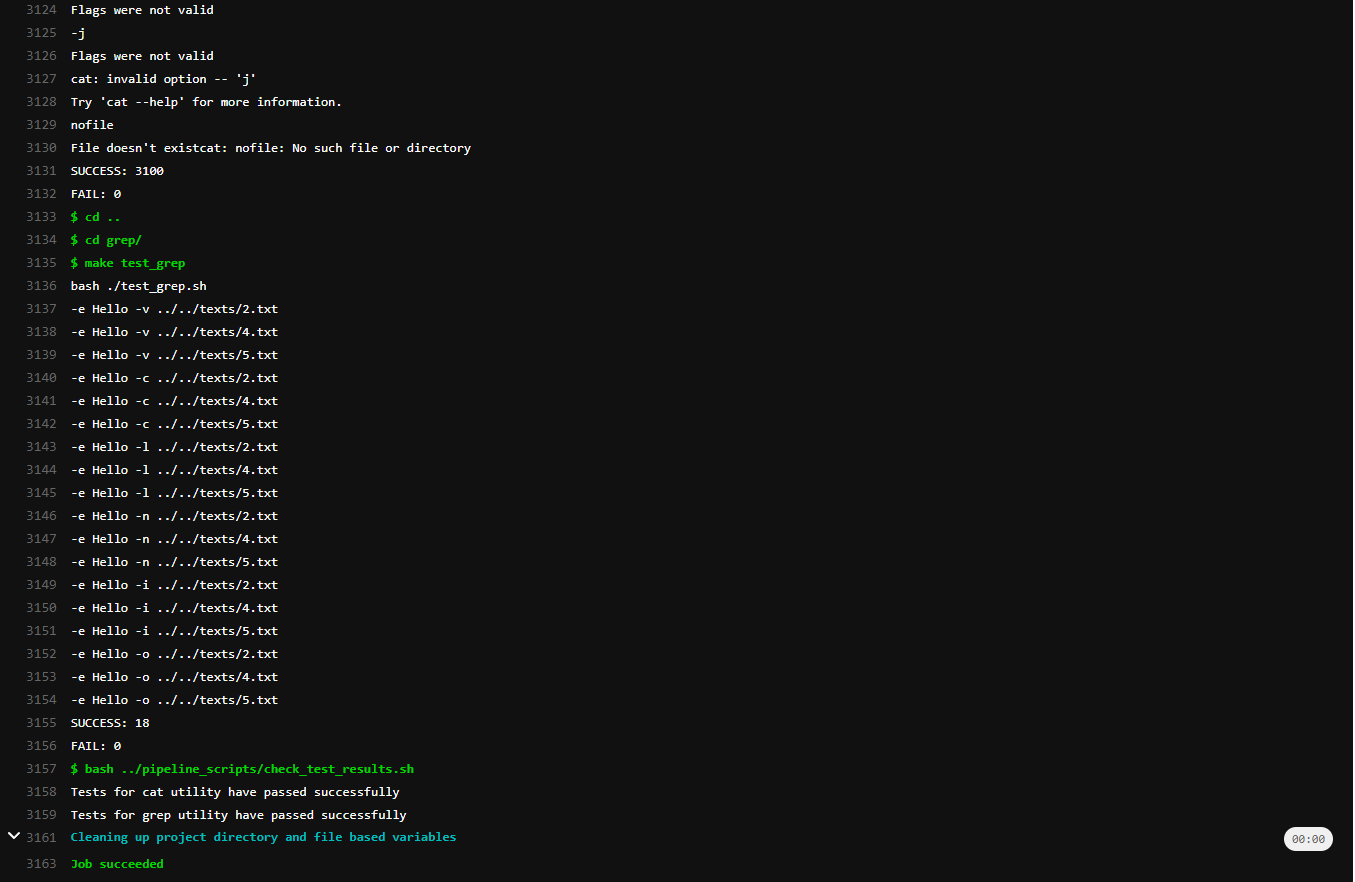 3124 Flags were not valid
3125 -j
3126 Flags were not valid
3127 cat: invalid option -- 'j'
3128 Try 'cat --help' for more information.
3129 nofile
3130 File doesn't existcat: nofile: No such file or directory
3131 SUCCESS: 3100
3132 FAIL: 0
3133 $ cd ..
3134 $ cd grep/
3135 $ make test_grep
3136 bash ./test_grep.sh
3137 -e Hello -v ../../texts/2.txt
3138 -e Hello -v ../../texts/4.txt
3139 -e Hello -v ../../texts/5.txt
3140 -e Hello -c ../../texts/2.txt
3141 -e Hello -c ../../texts/4.txt
3142 -e Hello -c ../../texts/5.txt
3143 -e Hello -l ../../texts/2.txt
3144 -e Hello -l ../../texts/4.txt
3145 -e Hello -l ../../texts/5.txt
3146 -e Hello -n ../../texts/2.txt
3147 -e Hello -n ../../texts/4.txt
3148 -e Hello -n ../../texts/5.txt
3149 -e Hello -i ../../texts/2.txt
3150 -e Hello -i ../../texts/4.txt
3151 -e Hello -i ../../texts/5.txt
3152 -e Hello -o ../../texts/2.txt
3153 -e Hello -o ../../texts/4.txt
3154 -e Hello -o ../../texts/5.txt
3155 SUCCESS: 18
3156 FAIL: 0
3157 $ bash ../pipeline_scripts/check_test_results.sh
3158 Tests for cat utility have passed successfully
3159 Tests for grep utility have passed successfully
3161 Cleaning up project directory and file based variables 00:00
3163 Job succeeded